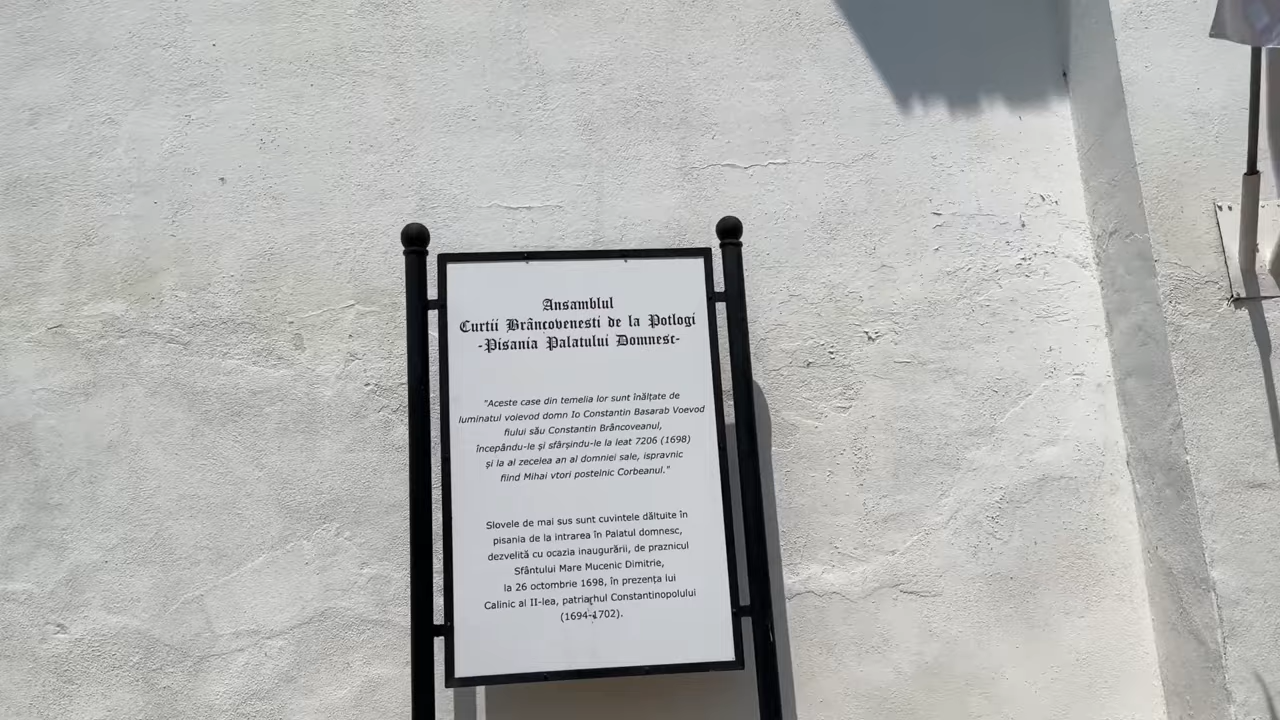 Ansamblul
Curtii Brâncovenesti de la Potlogi
-Pisania Palatului Domnesc-
"Aceste case din temelia lor sunt înălțate de
luminatul voievod domn Io Constantin Basarab Voevod
fiului său Constantin Brâncoveanul,
începându-le și sfârșindu-le la leat 7206 (1698)
și la al zecelea an al domniei sale, ispravnic
fiind Mihai vtori postelnic Corbeanul."
Slovele de mai sus sunt cuvintele dăltuite în
pisania de la intrarea în Palatul domnesc,
dezvelită cu ocazia inaugurării, de praznicul
Sfântului Mare Mucenic Dimitrie,
la 26 octombrie 1698, în prezența lui
Calinic al II-lea, patriarhul Constantinopolului
(1694-1702).